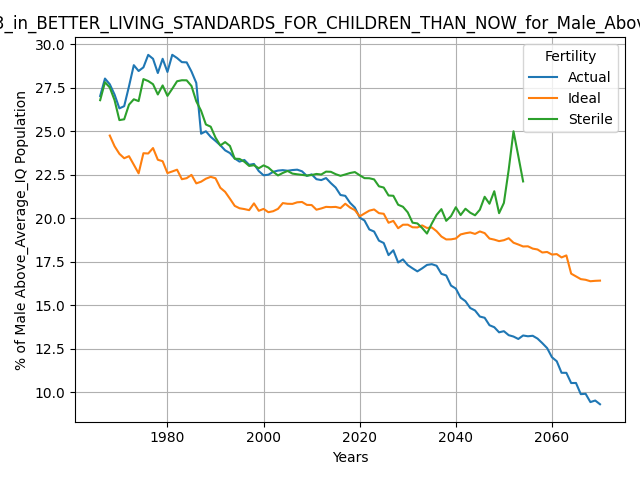 3_in_BETTER_LIVING_STANDARDS_FOR_CHILDREN_THAN_NOW_for_Male_Abov
Fertility
Actual
Ideal
Sterile
% of Male Above_Average_IQ Population
30.0
27.5
25.0
22.5
20.0
17.5
15.0
12.5
10.0
1980
2000
2020
2040
2060
Years